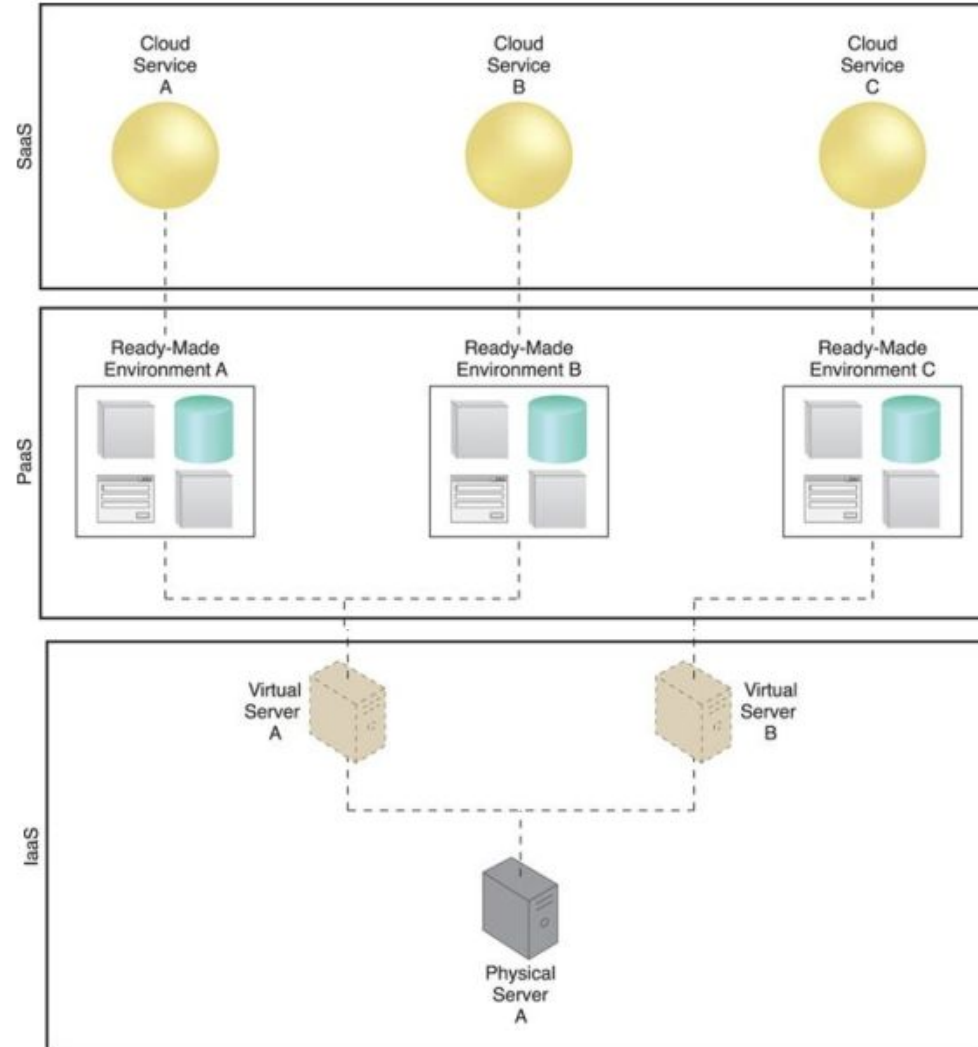 SaaS
Cloud
Service
A
Cloud
Service
B
Cloud
Service
C
PaaS
Ready-Made
Environment A
Ready-Made
Environment B
Ready-Made
Environment C
IaaS
Virtual
Server
A
Virtual
Server
B
Physical
Server
A